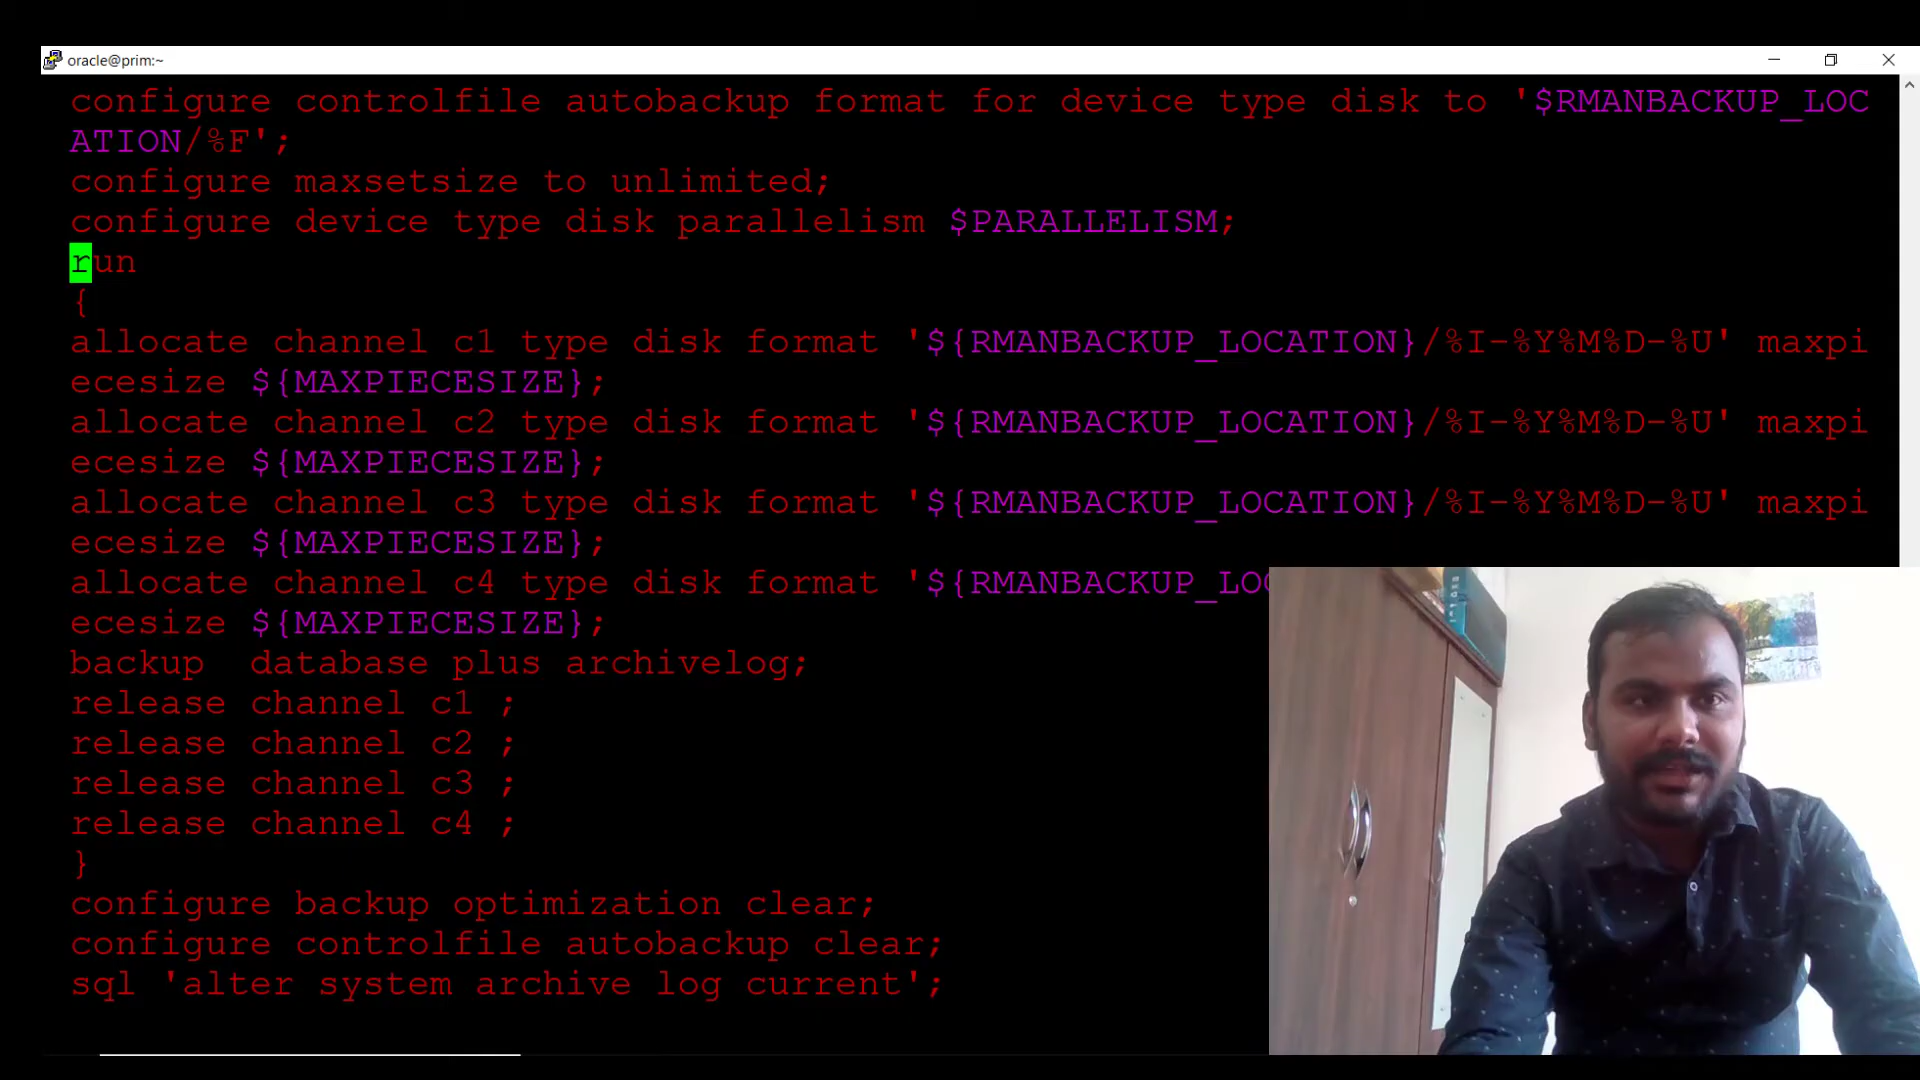 oracle@prim:~
configure controlfile autobackup format for device type disk to '$RMANBACKUP_LOC
ATION/%F';
configure maxsetsize to unlimited;
configure device type disk parallelism $PARALLELISM;
run
{
allocate channel c1 type disk format '${RMANBACKUP_LOCATION}/%I-%Y%M%D-%U' maxpi
ecesize ${MAXPIECESIZE};
allocate channel c2 type disk format '${RMANBACKUP_LOCATION}/%I-%Y%M%D-%U' maxpi
ecesize ${MAXPIECESIZE};
allocate channel c3 type disk format '${RMANBACKUP_LOCATION}/%I-%Y%M%D-%U' maxpi
ecesize ${MAXPIECESIZE};
allocate channel c4 type disk format '${RMANBACKUP_LO
ecesize ${MAXPIECESIZE};
backup  database plus archivelog;
release channel c1 ;
release channel c2 ;
release channel c3 ;
release channel c4 ;
}
configure backup optimization clear;
configure controlfile autobackup clear;
sql 'alter system archive log current';